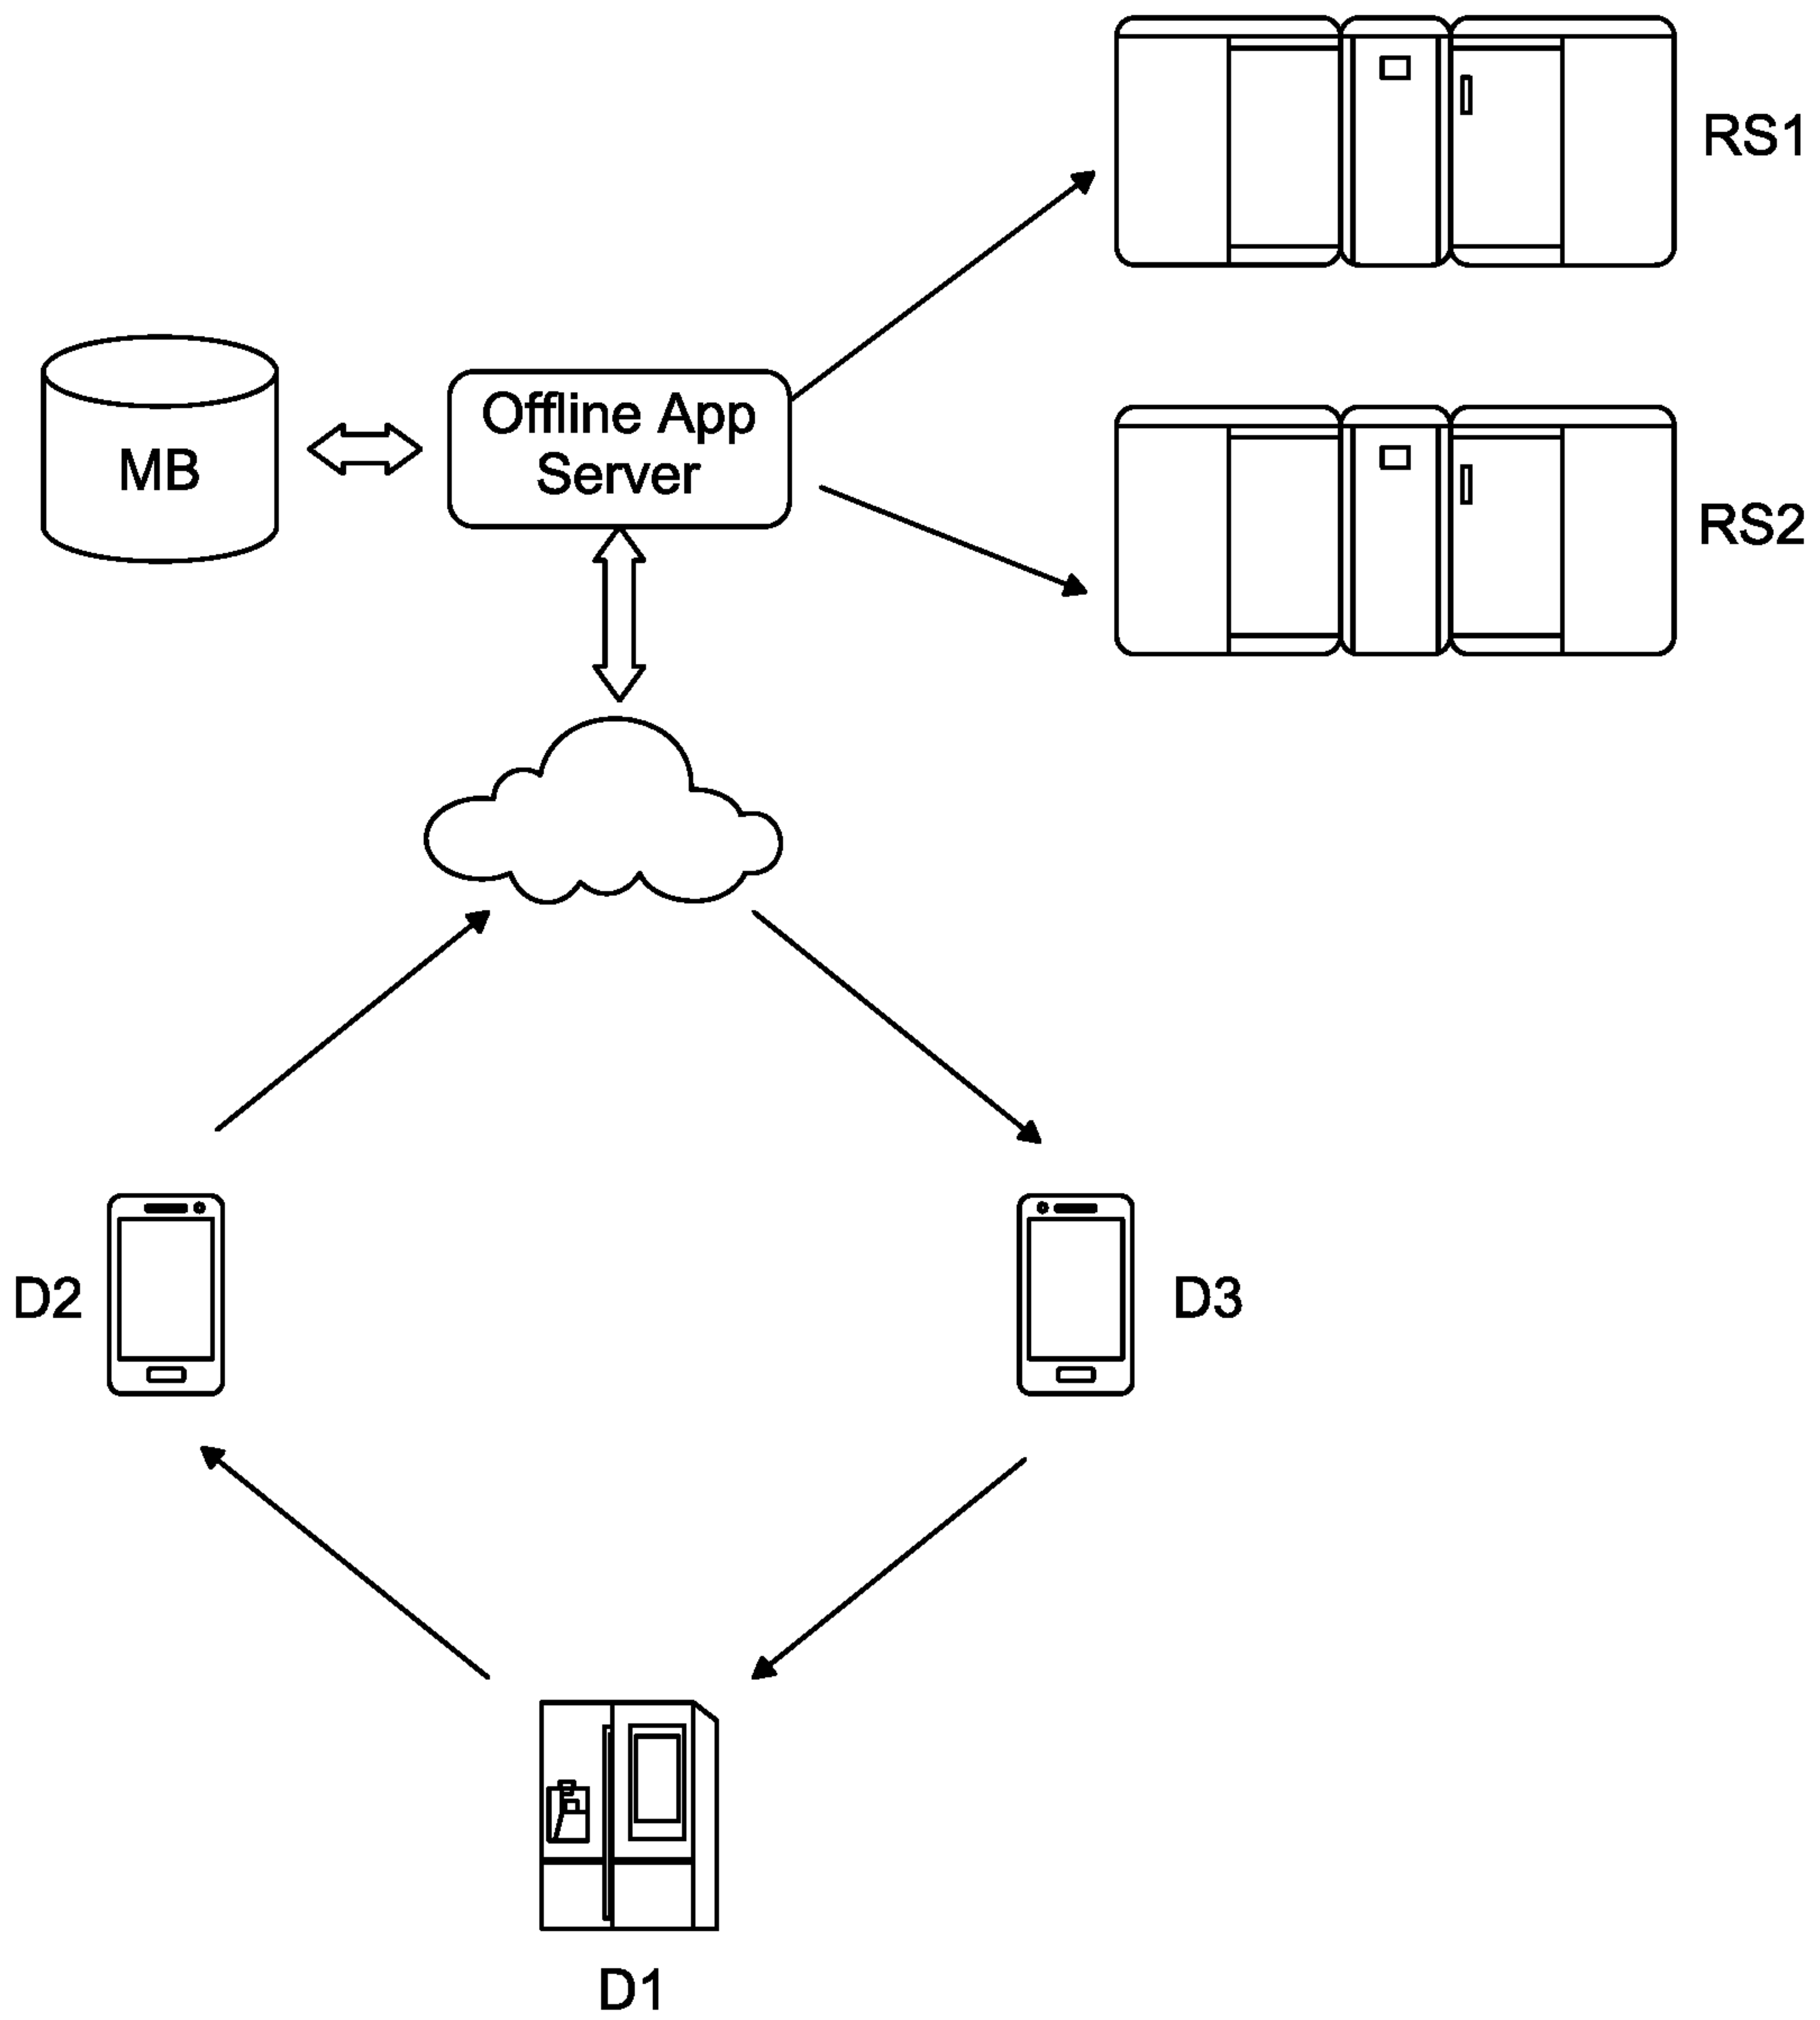 RS1
Offline App
Server
MB
RS2
D2
D3
D1